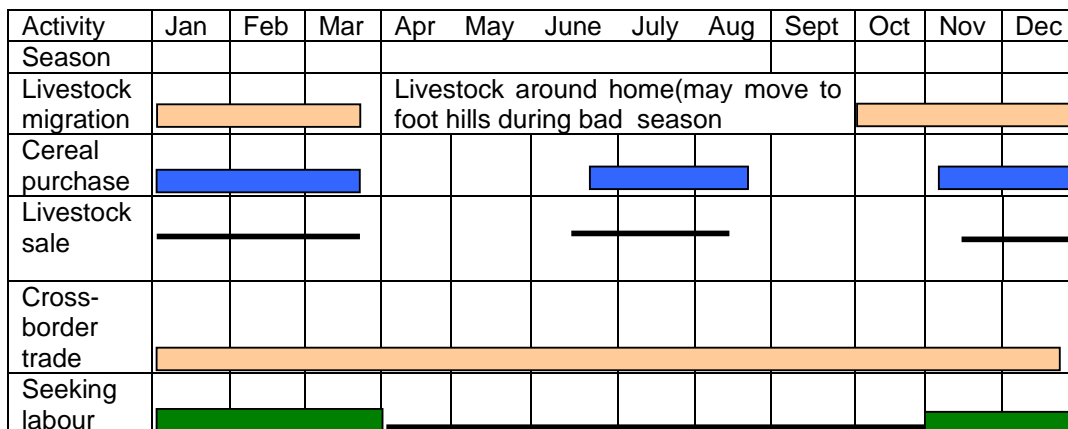 Activity Jan Feb Mar Apr May June July Aug Sept Oct Nov Dec
Season
Livestock
migration
Livestock around home(may move to
foot hills during bad season
Cereal
purchase
Livestock
sale
Cross-
border
trade
Seeking
labour